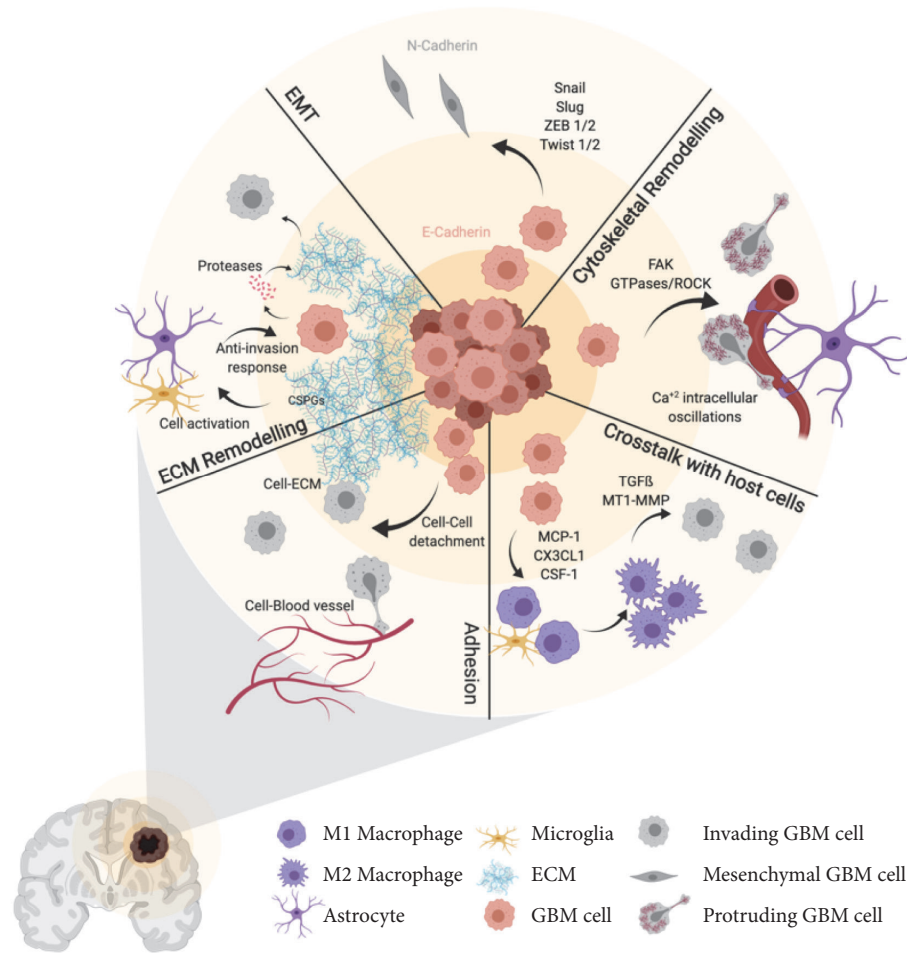 N-Cadherin
EMT
Snail
Slug
ZEB 1/2
Twist 1/2
Cytoskeletal Remodelling
E-Cadherin
FAK
GTPases/ROCK
Ca+2 intracellular
oscillations
Proteases
Anti-invasion
response
CSPGs
Cell activation
ECM Remodelling
Crosstalk with host cells
TGFß
MT1-MMP
MCP-1
CX3CL1
CSF-1
Cell-ECM
Cell-Cell
detachment
Cell-Blood vessel
Adhesion
M1 Macrophage
Microglia
Invading GBM cell
M2 Macrophage
ECM
Mesenchymal GBM cell
Astrocyte
GBM cell
Protruding GBM cell